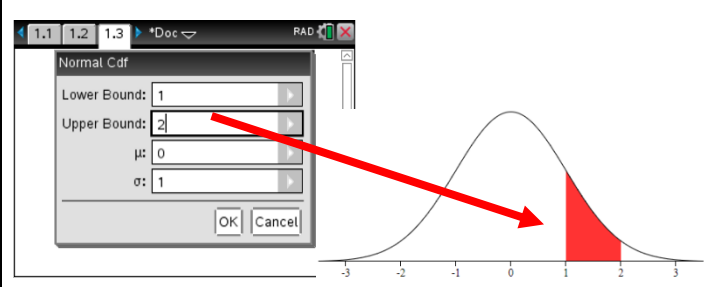 1.1 1.2 1.3 *Doc RAD
Normal Cdf
Lower Bound: 1
Upper Bound: 2
μ: 0
σ: 1
OK Cancel
-3 -2 -1 0 1 2 3